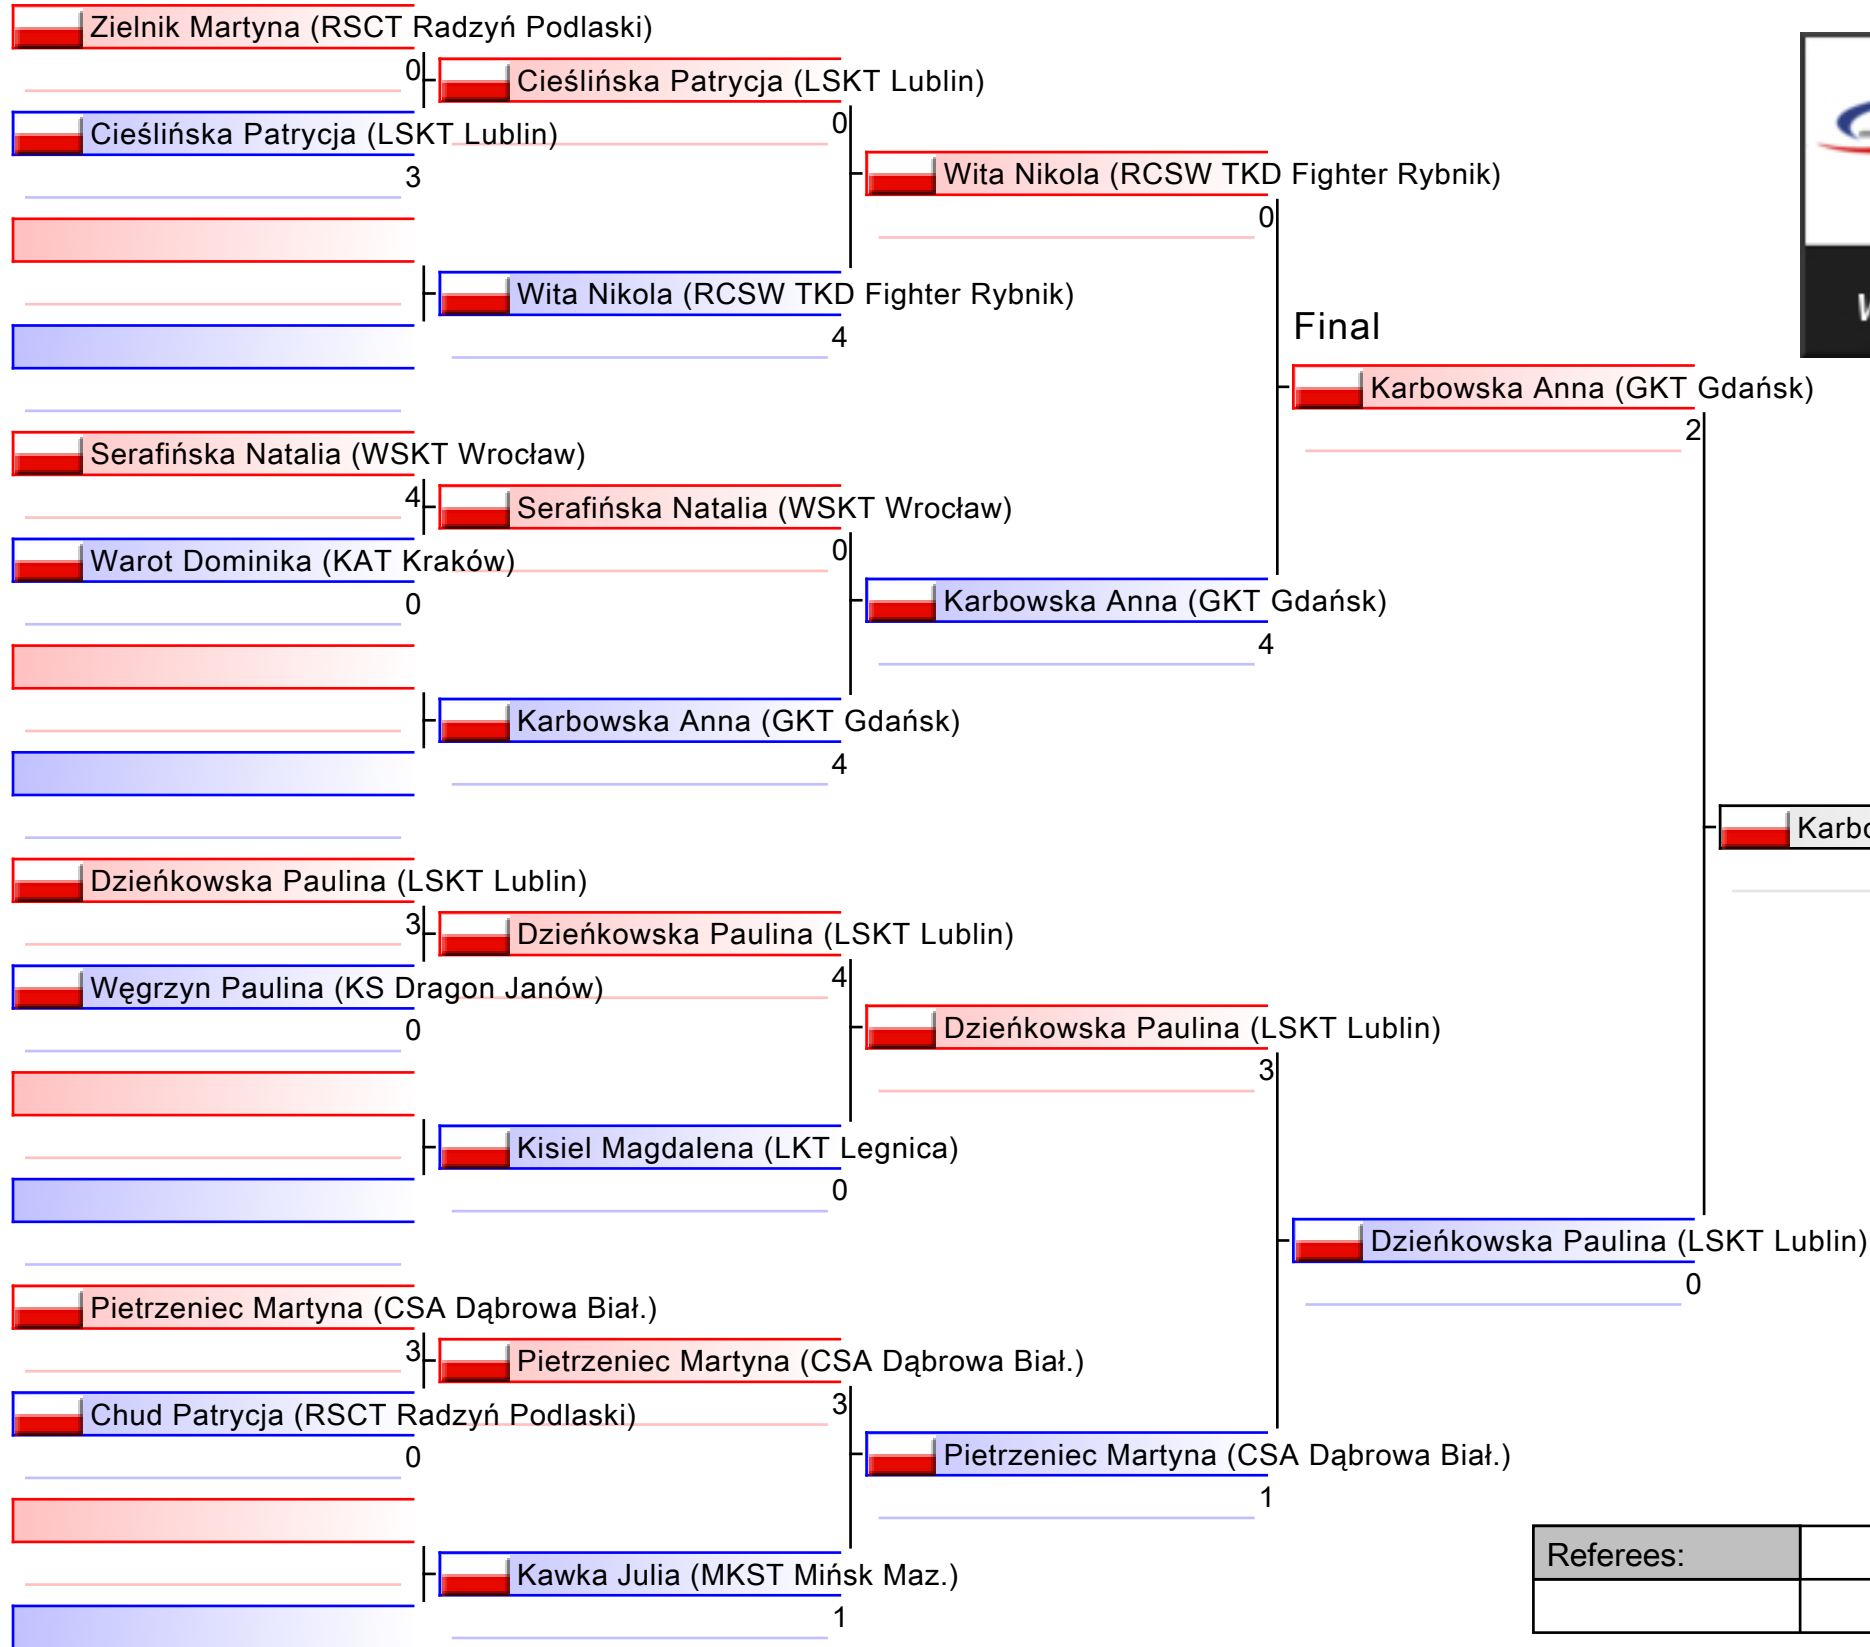 Zielnik Martyna (RSCT Radzyń Podlaski)
0
Cieślińska Patrycja (LSKT Lublin)
3
Serafińska Natalia (WSKT Wrocław)
4
Warot Dominika (KAT Kraków)
0
Dzieńkowska Paulina (LSKT Lublin)
3
Węgrzyn Paulina (KS Dragon Janów)
0
Pietrzeniec Martyna (CSA Dąbrowa Biał.)
3
Chud Patrycja (RSCT Radzyń Podlaski)
0
Cieślińska Patrycja (LSKT Lublin)
0
Wita Nikola (RCSW TKD Fighter Rybnik)
4
Serafińska Natalia (WSKT Wrocław)
0
Karbowska Anna (GKT Gdańsk)
4
Dzieńkowska Paulina (LSKT Lublin)
4
Kisiel Magdalena (LKT Legnica)
0
Pietrzeniec Martyna (CSA Dąbrowa Biał.)
3
Kawka Julia (MKST Mińsk Maz.)
1
Wita Nikola (RCSW TKD Fighter Rybnik)
0
Karbowska Anna (GKT Gdańsk)
4
Dzieńkowska Paulina (LSKT Lublin)
3
Pietrzeniec Martyna (CSA Dąbrowa Biał.)
1
Final
Karbowska Anna (GKT Gdańsk)
2
Dzieńkowska Paulina (LSKT Lublin)
0
Referees: